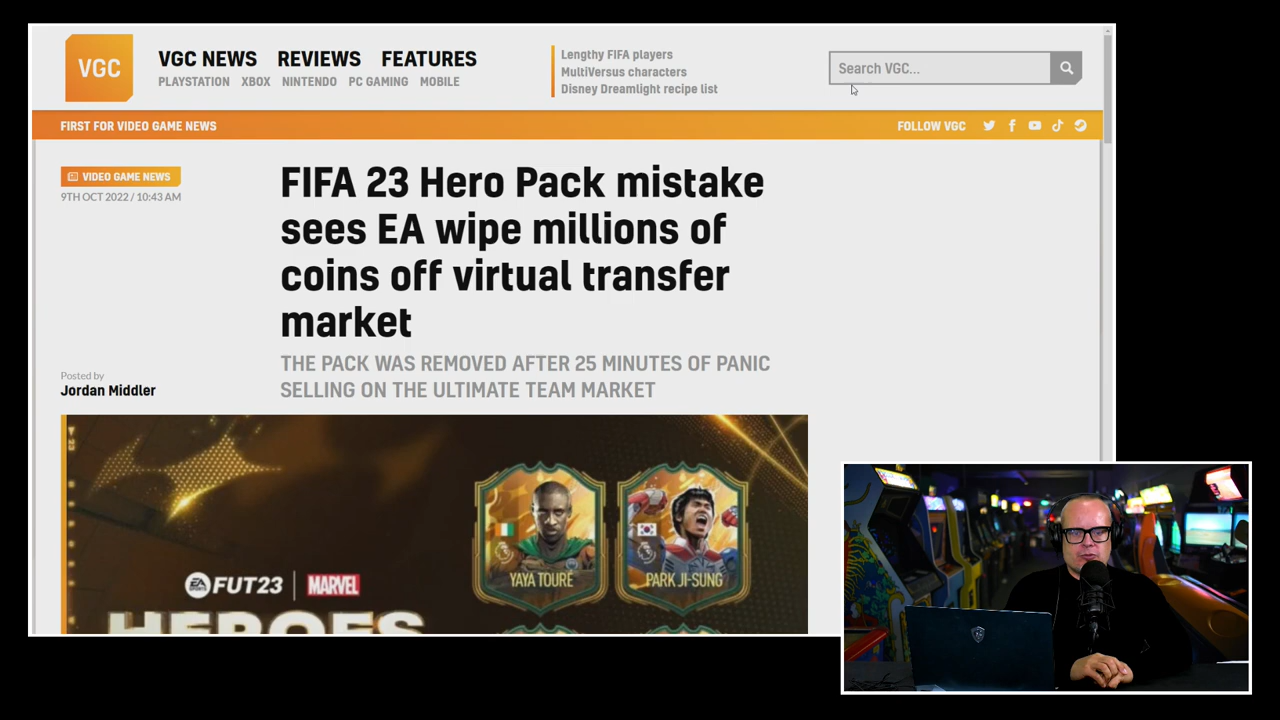 VGC
VGC NEWS REVIEWS FEATURES
PLAYSTATION XBOX NINTENDO PC GAMING MOBILE
Lengthy FIFA players
MultiVersus characters
Disney Dreamlight recipe list
Search VGC...
FIRST FOR VIDEO GAME NEWS
FOLLOW VGC
VIDEO GAME NEWS
9TH OCT 2022 / 10:43 AM
FIFA 23 Hero Pack mistake
sees EA wipe millions of
coins off virtual transfer
market
THE PACK WAS REMOVED AFTER 25 MINUTES OF PANIC
SELLING ON THE ULTIMATE TEAM MARKET
Posted by
Jordan Middler
YAYA TOURÉ
PARK JI-SUNG
EA SPORTS FUT23 | MARVEL
HEROES